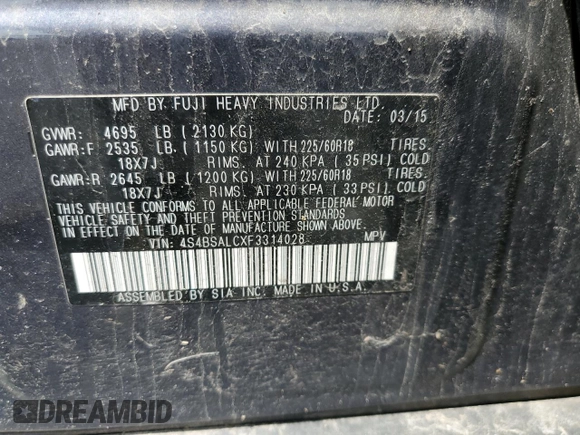 MFD BY FUJI HEAVY INDUSTRIES LTD.
DATE: 03/15
GVWR: 4695 LB (2130 KG)
GAWR:F 2535 LB. (1150 KG) WITH 225/60R18 TIRES.
18X7J RIMS. AT 240 KPA (35 PSI) COLD
GAWR:R 2645 LB (1200 KG) WITH 225/60R18 TIRES.
18X7J RIMS. AT 230 KPA (33 PSI) COLD
THIS VEHICLE CONFORMS TO ALL APPLICABLE FEDERAL MOTOR
VEHICLE SAFETY AND THEFT PREVENTION STANDARDS
IN EFFECT ON THE DATE OF MANUFACTURE SHOWN ABOVE.
VIN: 4S4BSALCXF3314028 MPV
ASSEMBLED BY SIA INC. MADE IN U.S.A.
DREAMBID